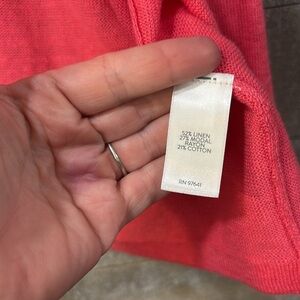 52% LINEN
27% MODAL
RAYON
21% COTTON
RN 97641